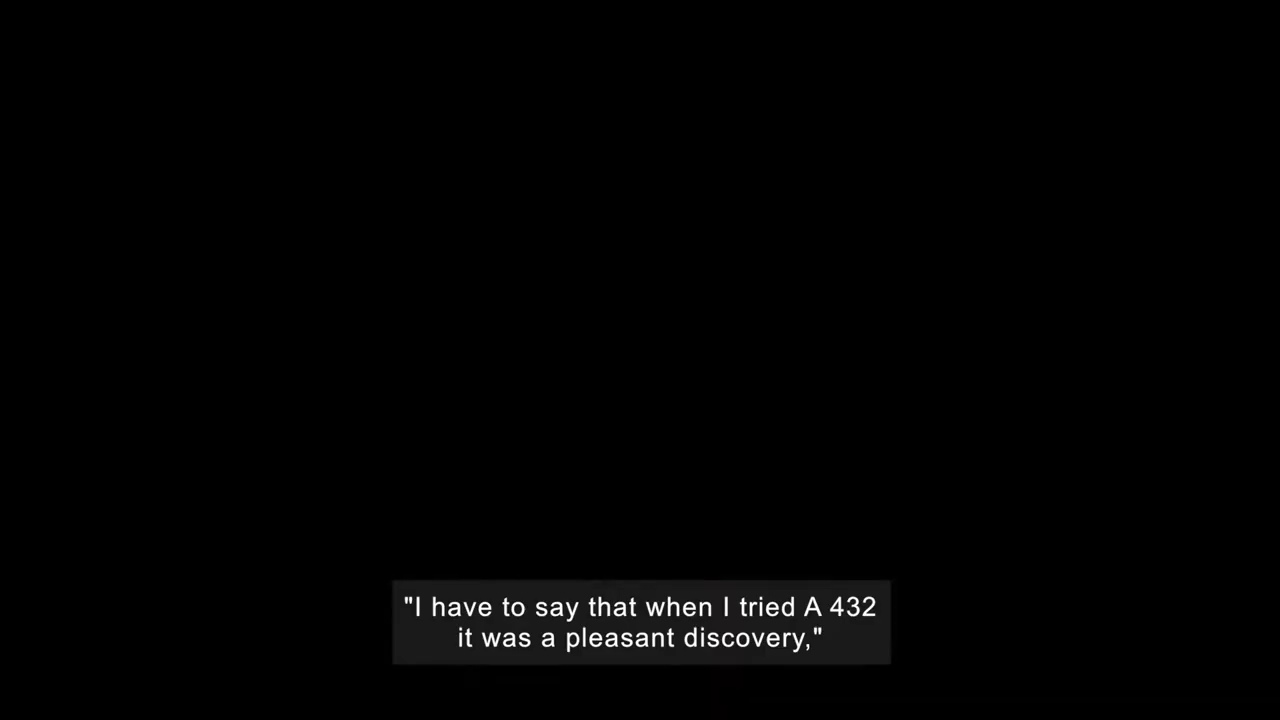 "I have to say that when I tried A 432
it was a pleasant discovery,"